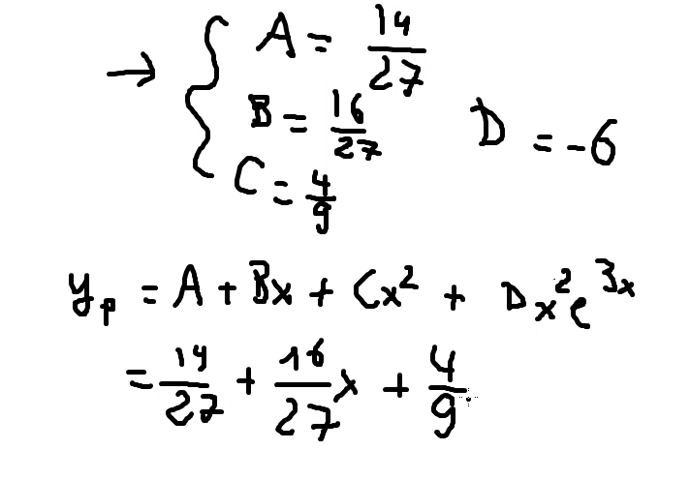 → { A = 14/27
B = 16/27
D = -6
C = 4/9
y_p = A + Bx + Cx² + Dx²e^{3x}
= 14/27 + 16/27 x + 4/9